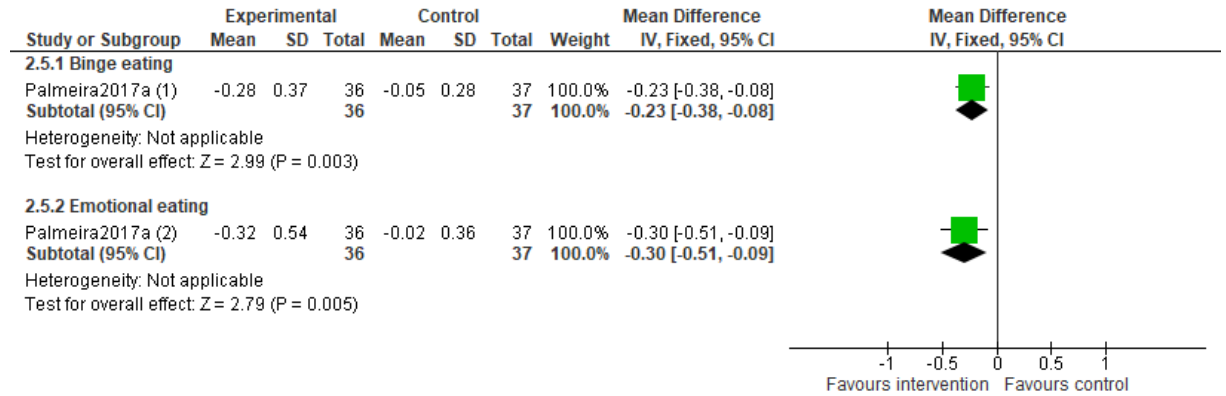 Experimental Control Mean Difference Mean Difference
Study or Subgroup Mean SD Total Mean SD Total Weight IV, Fixed, 95% CI IV, Fixed, 95% CI
2.5.1 Binge eating
Palmeira2017a (1) -0.28 0.37 36 -0.05 0.28 37 100.0% -0.23 [-0.38, -0.08]
Subtotal (95% CI) 36 37 100.0% -0.23 [-0.38, -0.08]
Heterogeneity: Not applicable
Test for overall effect: Z = 2.99 (P = 0.003)
2.5.2 Emotional eating
Palmeira2017a (2) -0.32 0.54 36 -0.02 0.36 37 100.0% -0.30 [-0.51, -0.09]
Subtotal (95% CI) 36 37 100.0% -0.30 [-0.51, -0.09]
Heterogeneity: Not applicable
Test for overall effect: Z = 2.79 (P = 0.005)
-1 -0.5 0 0.5 1
Favours intervention Favours control